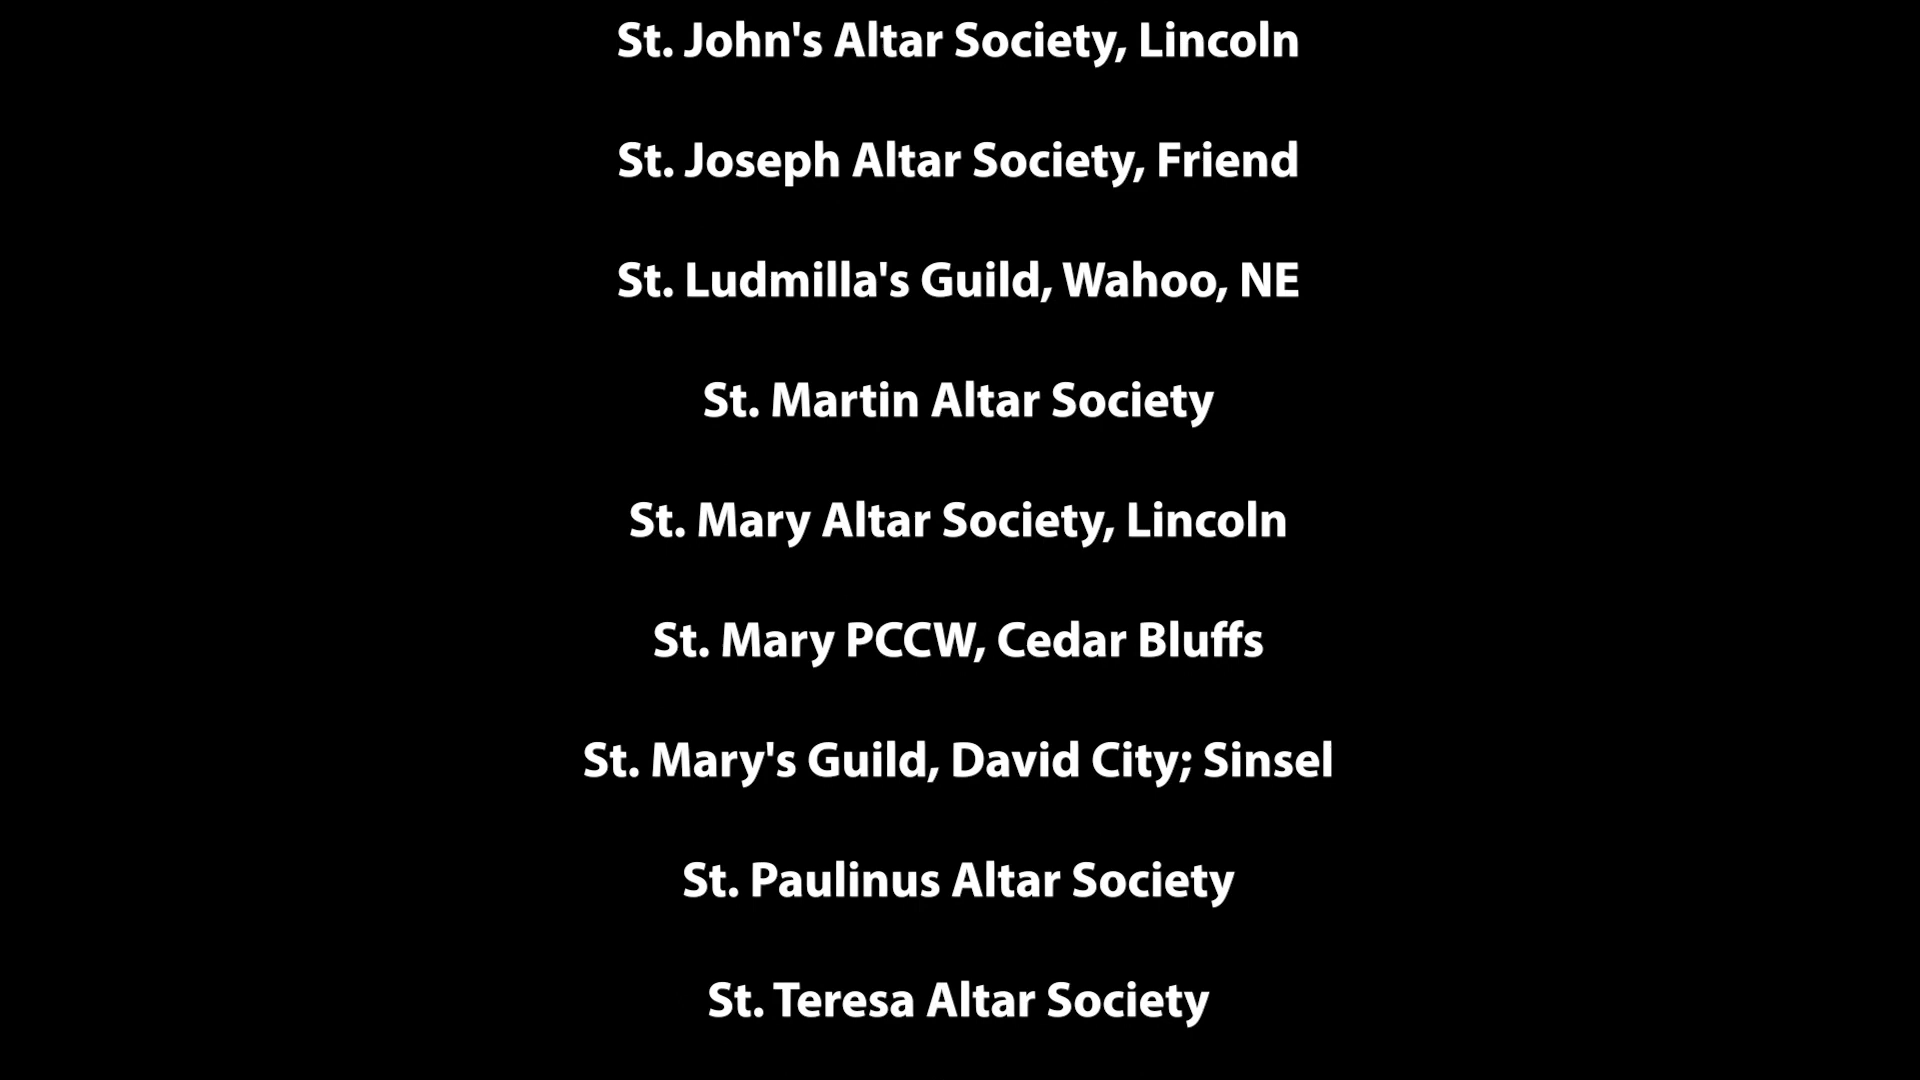 St. John's Altar Society, Lincoln
St. Joseph Altar Society, Friend
St. Ludmilla's Guild, Wahoo, NE
St. Martin Altar Society
St. Mary Altar Society, Lincoln
St. Mary PCCW, Cedar Bluffs
St. Mary's Guild, David City; Sinsel
St. Paulinus Altar Society
St. Teresa Altar Society